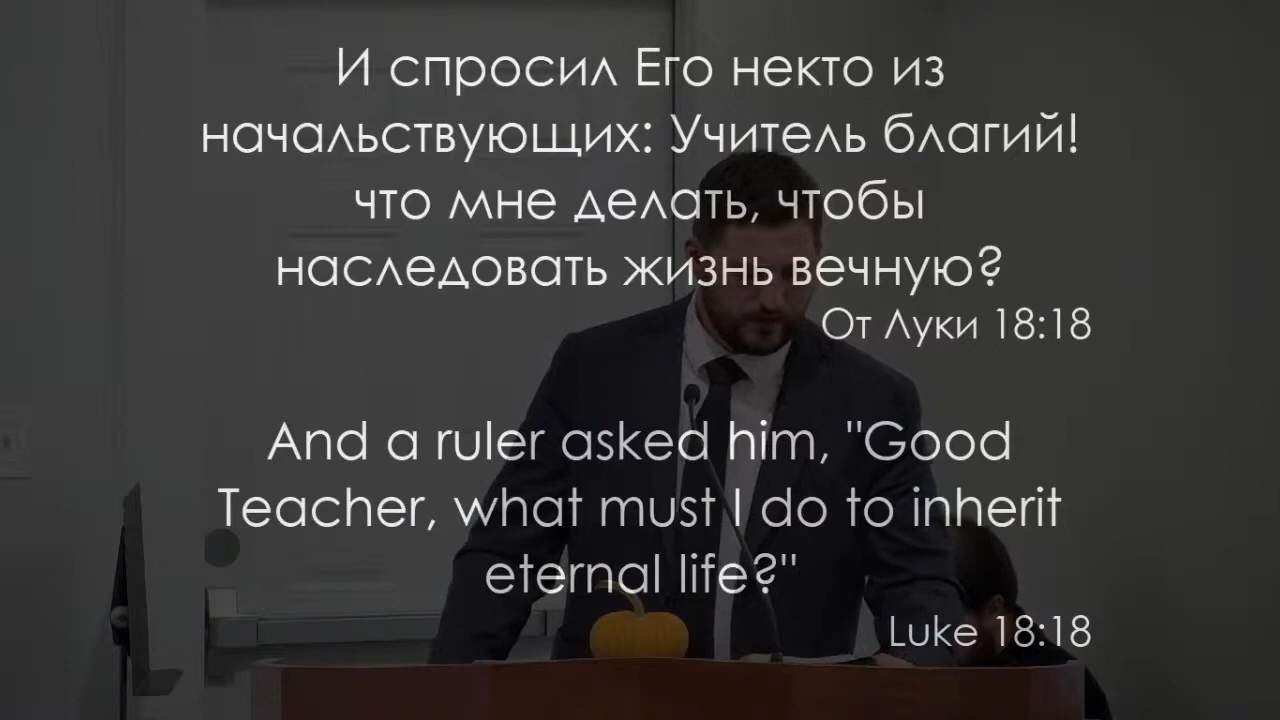 И спросил Его некто из
начальствующих: Учитель благий!
что мне делать, чтобы
наследовать жизнь вечную?
От Луки 18:18
And a ruler asked him, "Good
Teacher, what must I do to inherit
eternal life?"
Luke 18:18